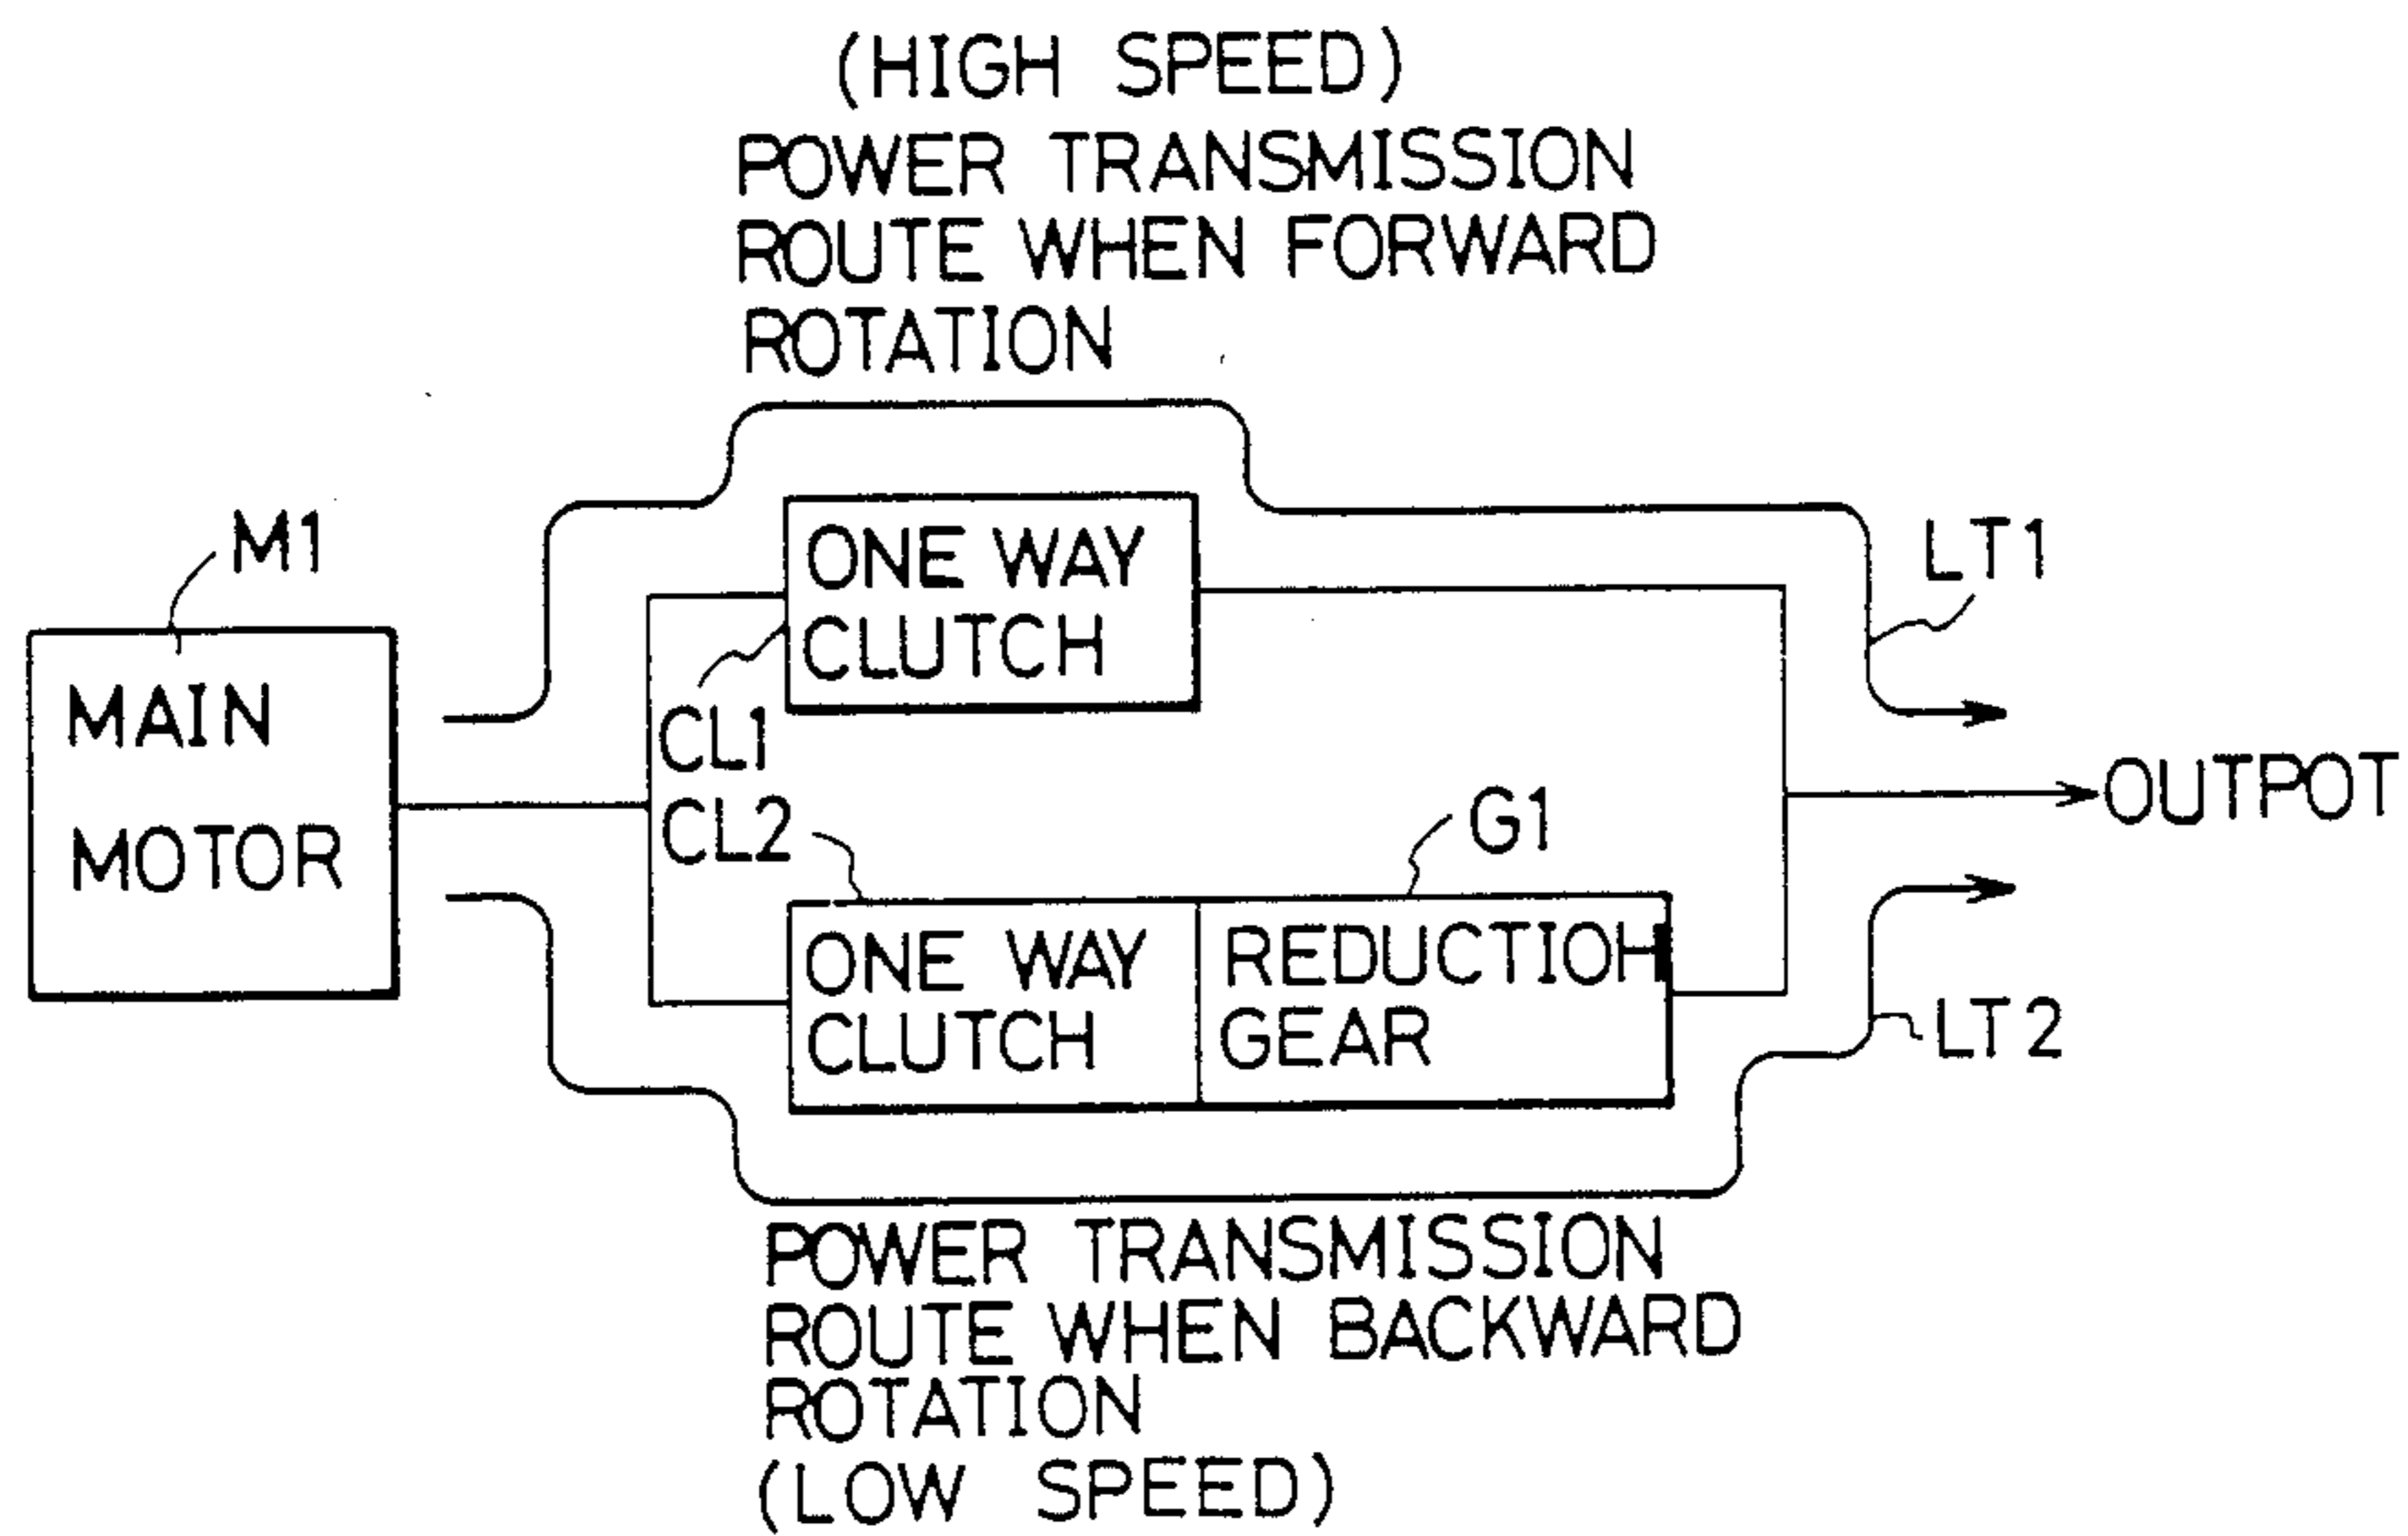 (HIGH SPEED)
POWER TRANSMISSION
ROUTE WHEN FORWARD
ROTATION
M1
LT1
ONE WAY
CLUTCH
MAIN
MOTOR
CL1
CL2
OUTPOT
G1
ONE WAY
CLUTCH
REDUCTIOH
GEAR
LT2
POWER TRANSMISSION
ROUTE WHEN BACKWARD
ROTATION
(LOW SPEED)